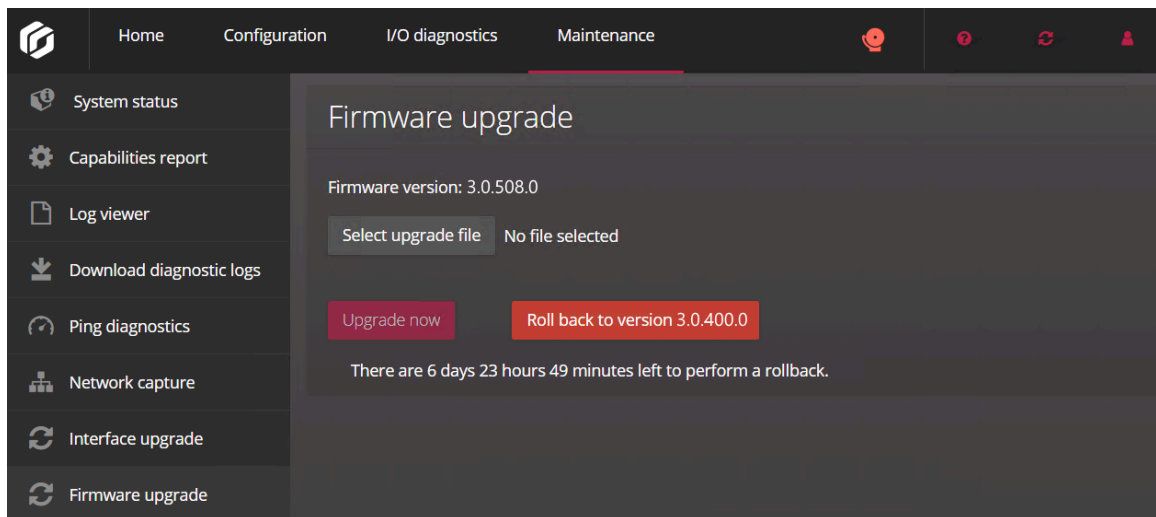 Home Configuration I/O diagnostics Maintenance
System status
Capabilities report
Log viewer
Download diagnostic logs
Ping diagnostics
Network capture
Interface upgrade
Firmware upgrade
Firmware upgrade
Firmware version: 3.0.508.0
Select upgrade file No file selected
Upgrade now Roll back to version 3.0.400.0
There are 6 days 23 hours 49 minutes left to perform a rollback.